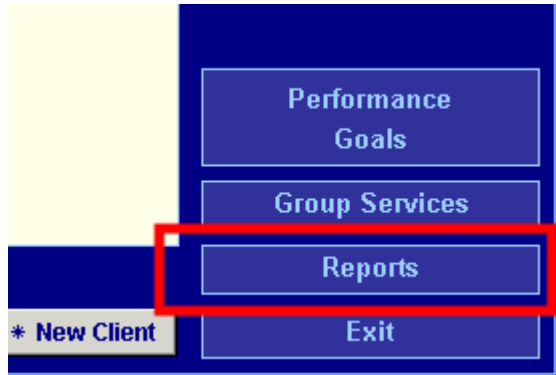 Performance
Goals
Group Services
Reports
* New Client
Exit